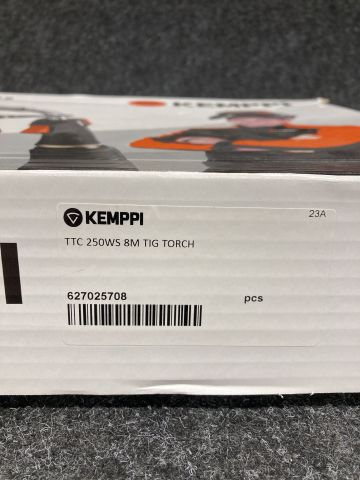 KEMPPI
23A
KEMPPI
TTC 250WS 8M TIG TORCH
627025708 pcs